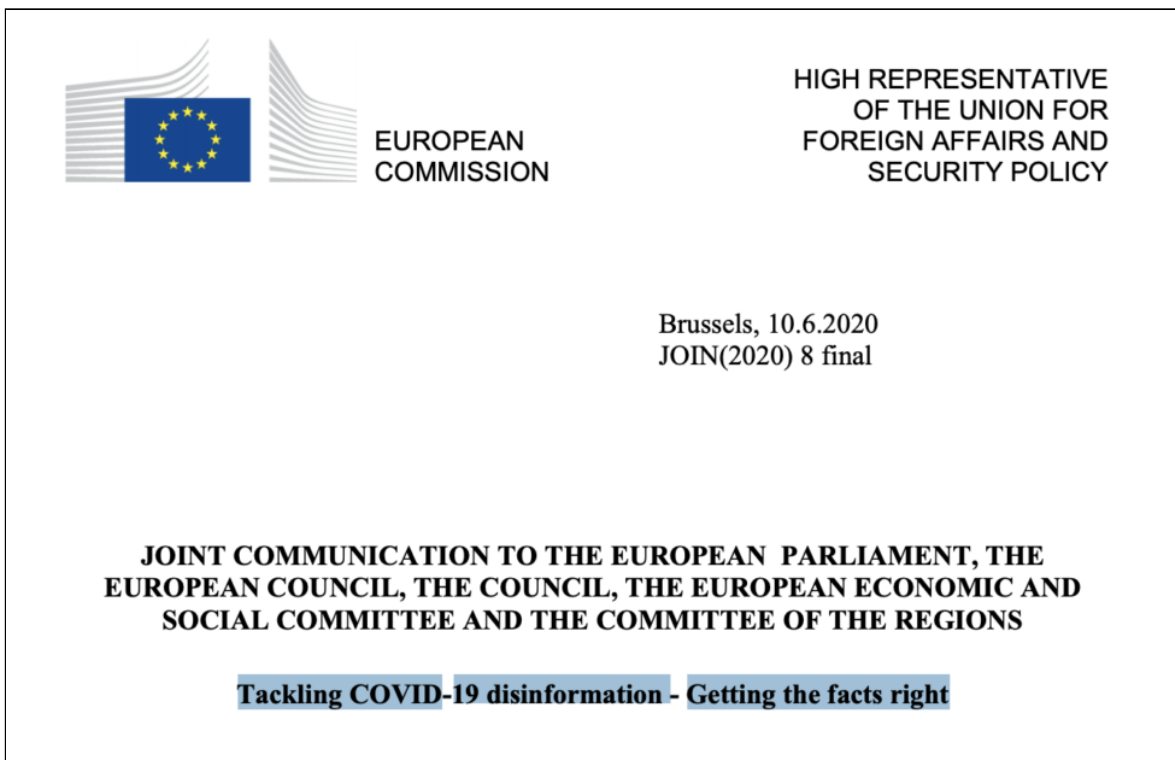 EUROPEAN
COMMISSION
HIGH REPRESENTATIVE
OF THE UNION FOR
FOREIGN AFFAIRS AND
SECURITY POLICY
Brussels, 10.6.2020
JOIN(2020) 8 final
JOINT COMMUNICATION TO THE EUROPEAN PARLIAMENT, THE
EUROPEAN COUNCIL, THE COUNCIL, THE EUROPEAN ECONOMIC AND
SOCIAL COMMITTEE AND THE COMMITTEE OF THE REGIONS
Tackling COVID-19 disinformation - Getting the facts right